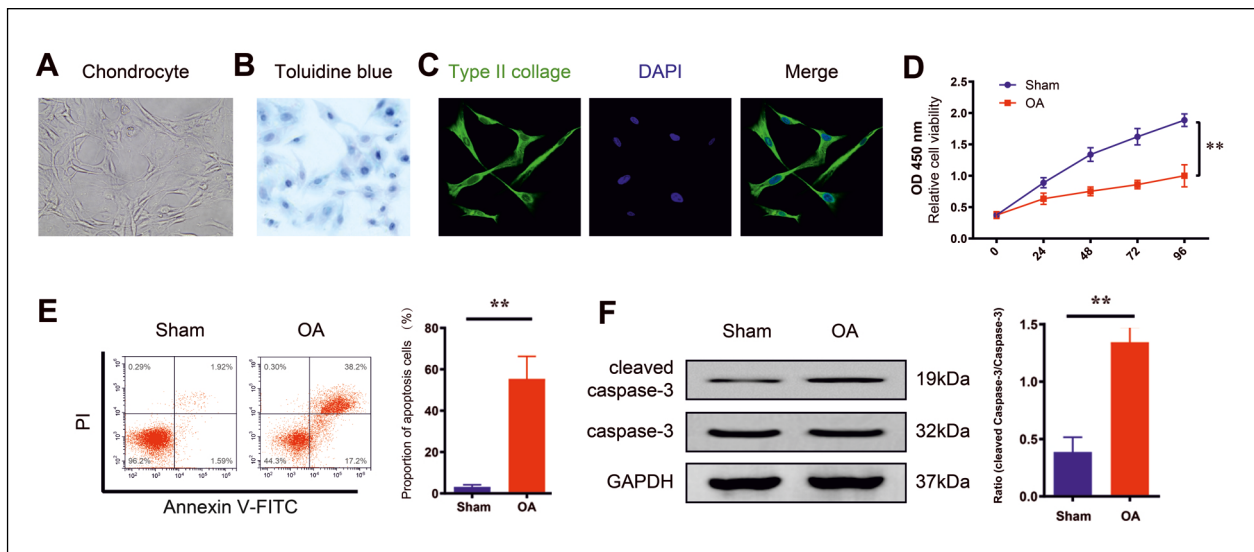 A
Chondrocyte
B
Toluidine blue
C
Type II collage
DAPI
Merge
D
OD 450 nm
Relative cell viability
2.5
2.0
1.5
1.0
0.5
0.0
Sham
OA
**
0
24
48
72
96
E
Sham
OA
PI
0.29%
1.92%
96.2%
1.59%
0.30%
38.2%
44.3%
17.2%
Annexin V-FITC
Proportion of apoptosis cells (%)
80
60
40
20
0
**
Sham
OA
F
Sham
OA
cleaved
caspase-3
19kDa
caspase-3
32kDa
GAPDH
37kDa
Ratio (cleaved Caspase-3/Caspase-3)
1.5
1.0
0.5
0.0
**
Sham
OA